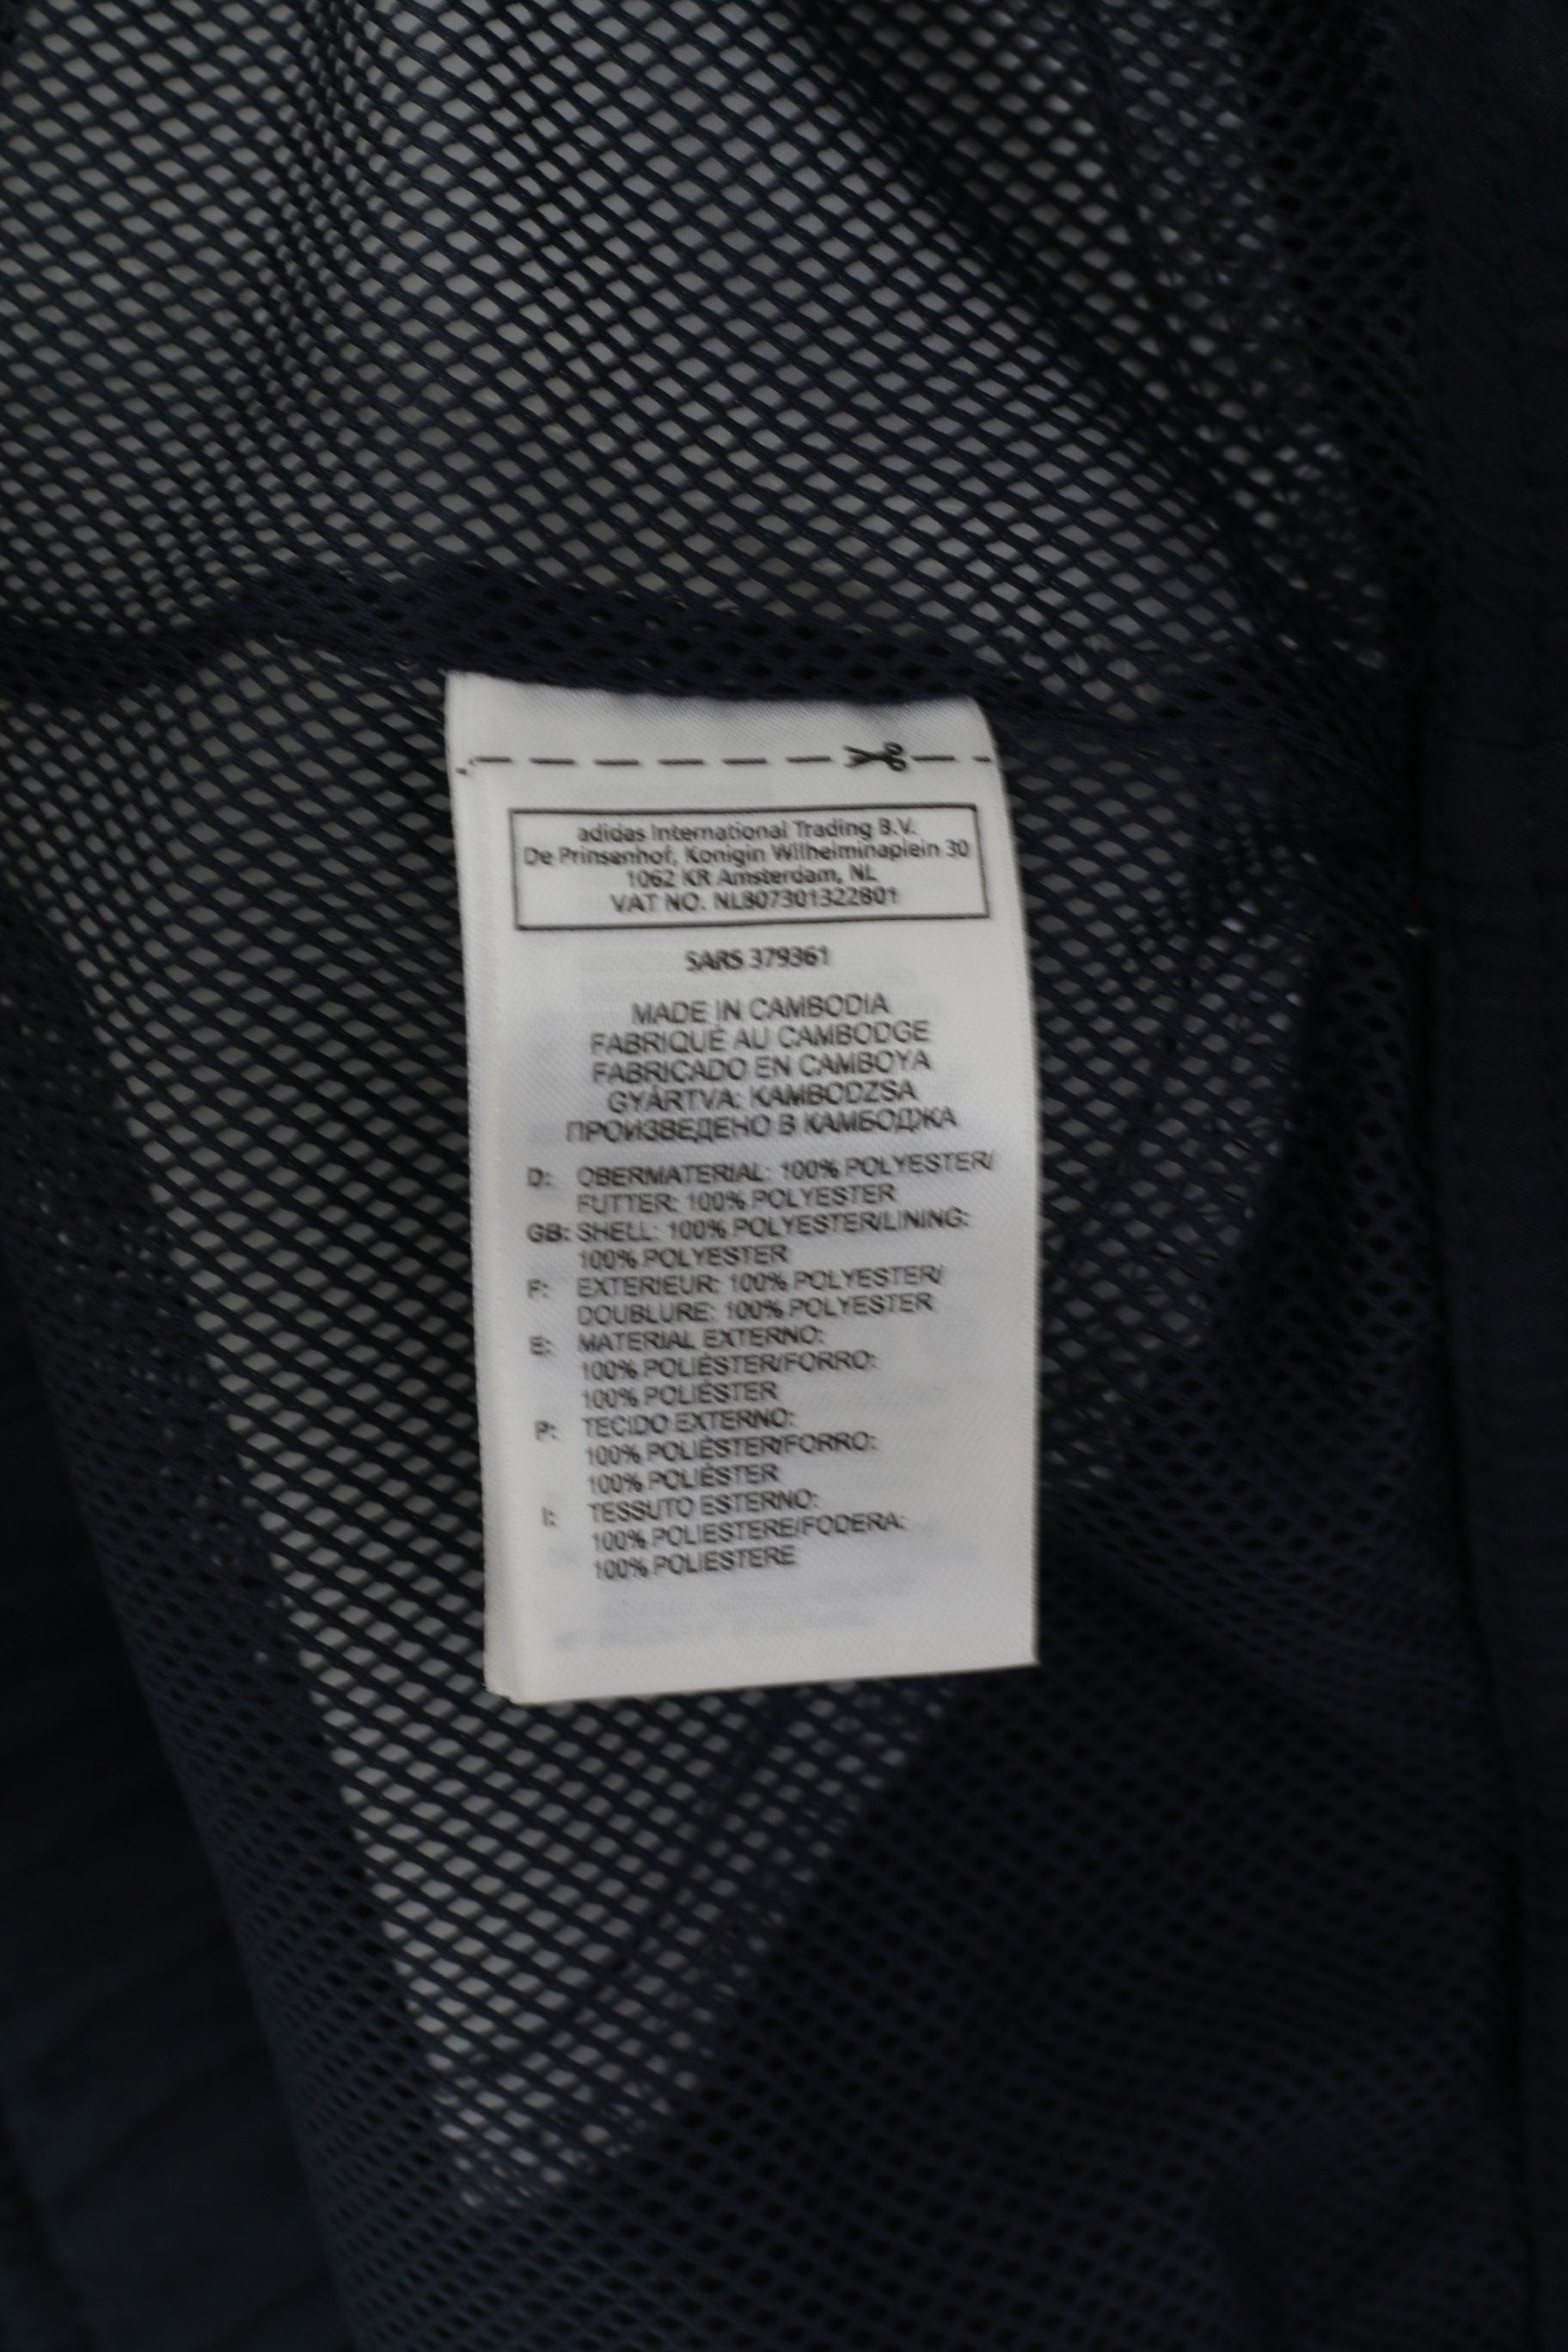 adidas International Trading B.V.
De Prinsenhof, Konigin Wilhelminaplein 30
1062 KR Amsterdam, NL
VAT NO. NL807301322B01
SARS 379361
MADE IN CAMBODIA
FABRIQUÉ AU CAMBODGE
FABRICADO EN CAMBOYA
GYÁRTVA: KAMBODZSA
ПРОИЗВЕДЕНО В КАМБОДЖА
D: OBERMATERIAL: 100% POLYESTER/
FUTTER: 100% POLYESTER
GB: SHELL: 100% POLYESTER/LINING:
100% POLYESTER
F: EXTERIEUR: 100% POLYESTER/
DOUBLURE: 100% POLYESTER
E: MATERIAL EXTERNO:
100% POLIÉSTER/FORRO:
100% POLIÉSTER
P: TECIDO EXTERNO:
100% POLIÉSTER/FORRO:
100% POLIÉSTER
I: TESSUTO ESTERNO:
100% POLIESTERE/FODERA:
100% POLIESTERE